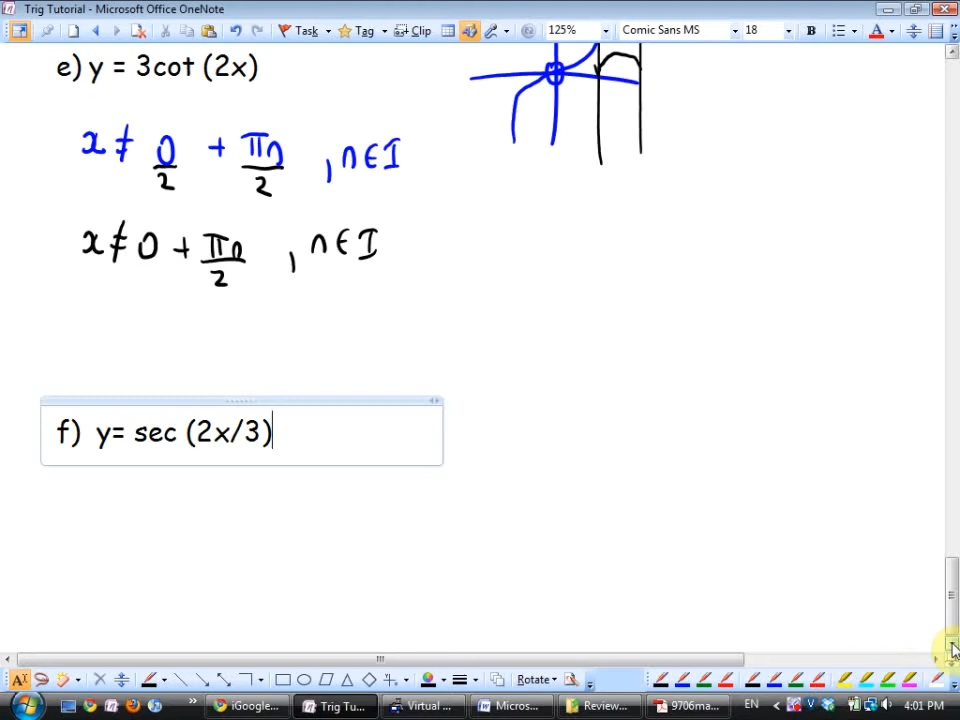 Trig Tutorial - Microsoft Office OneNote
Task Tag Clip 125% Comic Sans MS 18 B A
e) y = 3cot (2x)
x ≠ 0/2 + πn/2 , n ∈ I
x ≠ 0 + πn/2 , n ∈ I
f) y= sec (2x/3)
A Rotate
iGoogle... Trig Tu... Virtual ... Micros... Review... 9706ma... EN 4:01 PM